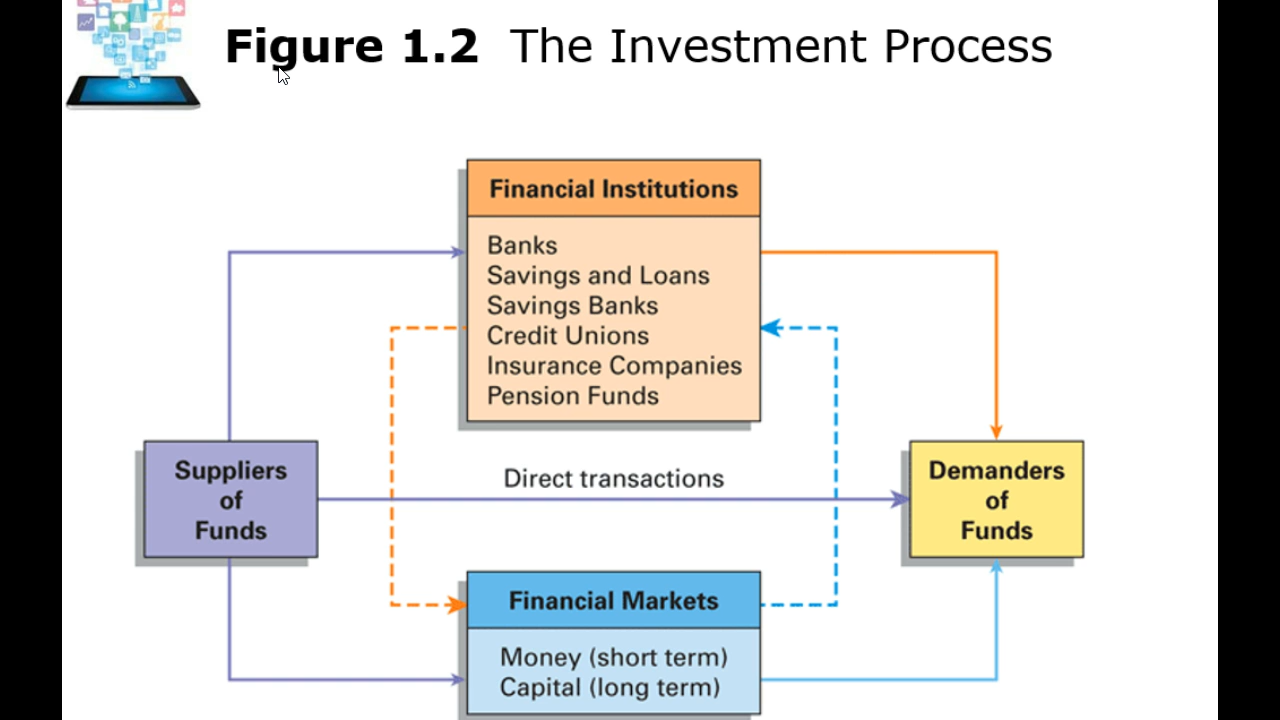 Figure 1.2 The Investment Process
Financial Institutions
Banks
Savings and Loans
Savings Banks
Credit Unions
Insurance Companies
Pension Funds
Suppliers
of
Funds
Direct transactions
Demanders
of
Funds
Financial Markets
Money (short term)
Capital (long term)